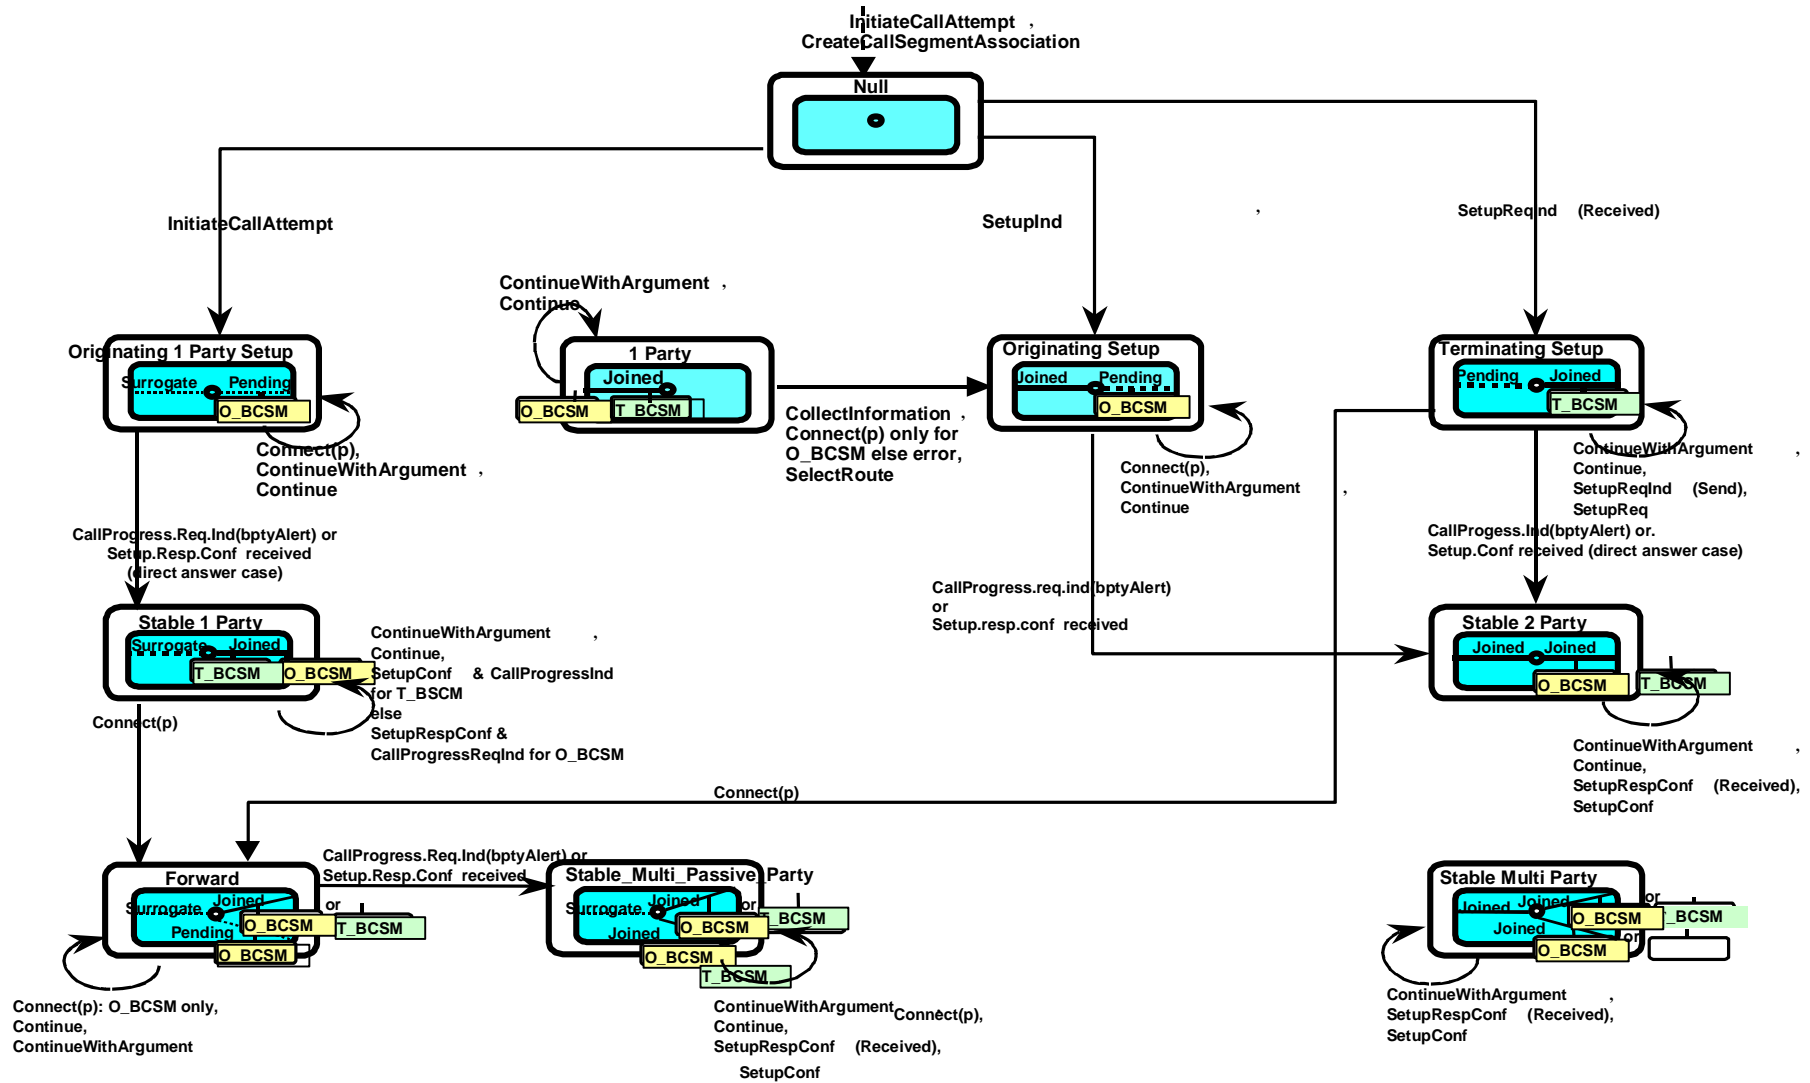 InitiateCallAttempt ,
CreateCallSegmentAssociation
Null
InitiateCallAttempt
SetupInd
,
SetupReqInd (Received)
ContinueWithArgument ,
Continue
Originating 1 Party Setup
Surrogate Pending
O_BCSM
1 Party
Joined
O_BCSM
T_BCSM
Originating Setup
Joined Pending
O_BCSM
Terminating Setup
Pending Joined
T_BCSM
Connect(p),
ContinueWithArgument ,
Continue
CollectInformation ,
Connect(p) only for
O_BCSM else error,
SelectRoute
Connect(p),
ContinueWithArgument ,
Continue
ContinueWithArgument ,
Continue,
SetupReqInd (Send),
SetupReq
CallProgress.Req.Ind(bptyAlert) or
Setup.Resp.Conf received
(direct answer case)
CallProgess.Ind(bptyAlert) or.
Setup.Conf received (direct answer case)
CallProgress.req.ind(bptyAlert)
or
Setup.resp.conf received
Stable 1 Party
Surrogate Joined
T_BCSM
O_BCSM
ContinueWithArgument ,
Continue,
SetupConf & CallProgressInd
for T_BSCM
else
SetupRespConf &
CallProgressReqInd for O_BCSM
Stable 2 Party
Joined Joined
O_BCSM
T_BCSM
Connect(p)
ContinueWithArgument ,
Continue,
SetupRespConf (Received),
SetupConf
Connect(p)
CallProgress.Req.Ind(bptyAlert) or
Setup.Resp.Conf received
Forward
Surrogate Joined
Pending
O_BCSM
or
T_BCSM
O_BCSM
Stable_Multi_Passive_Party
Surrogate Joined
Joined
O_BCSM
or
T_BCSM
O_BCSM
T_BCSM
Stable Multi Party
Joined Joined
Joined
O_BCSM
or
T_BCSM
or
O_BCSM
Connect(p): O_BCSM only,
Continue,
ContinueWithArgument
ContinueWithArgument , Connect(p),
Continue,
SetupRespConf (Received),
SetupConf
ContinueWithArgument ,
SetupRespConf (Received),
SetupConf